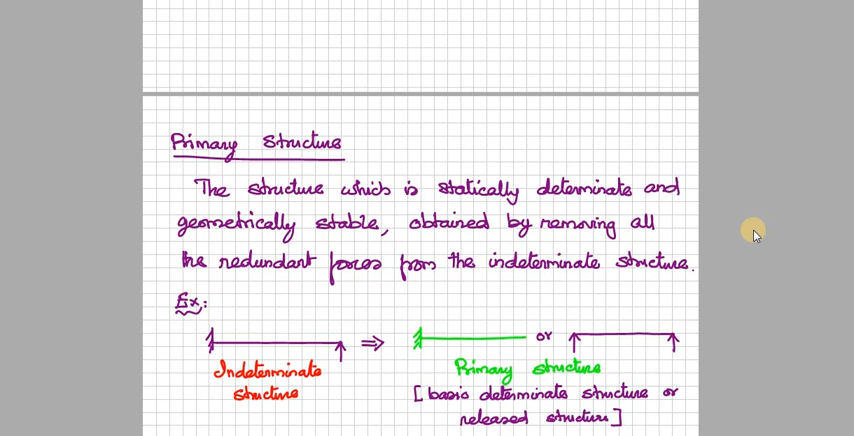 Primary Structure
The structure which is statically determinate and
geometrically stable, obtained by removing all
the redundant forces from the indeterminate structure.
Ex:
⇒ or
Indeterminate
structure
Primary structure
[basic determinate structure or
released structure]